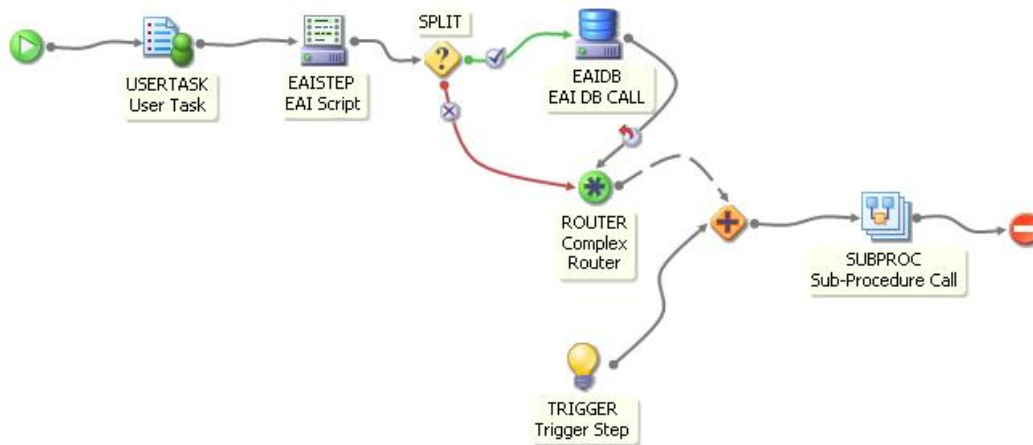 SPLIT
USERTASK
User Task
EAISTEP
EAI Script
EAIDB
EAI DB CALL
ROUTER
Complex
Router
SUBPROC
Sub-Procedure Call
TRIGGER
Trigger Step